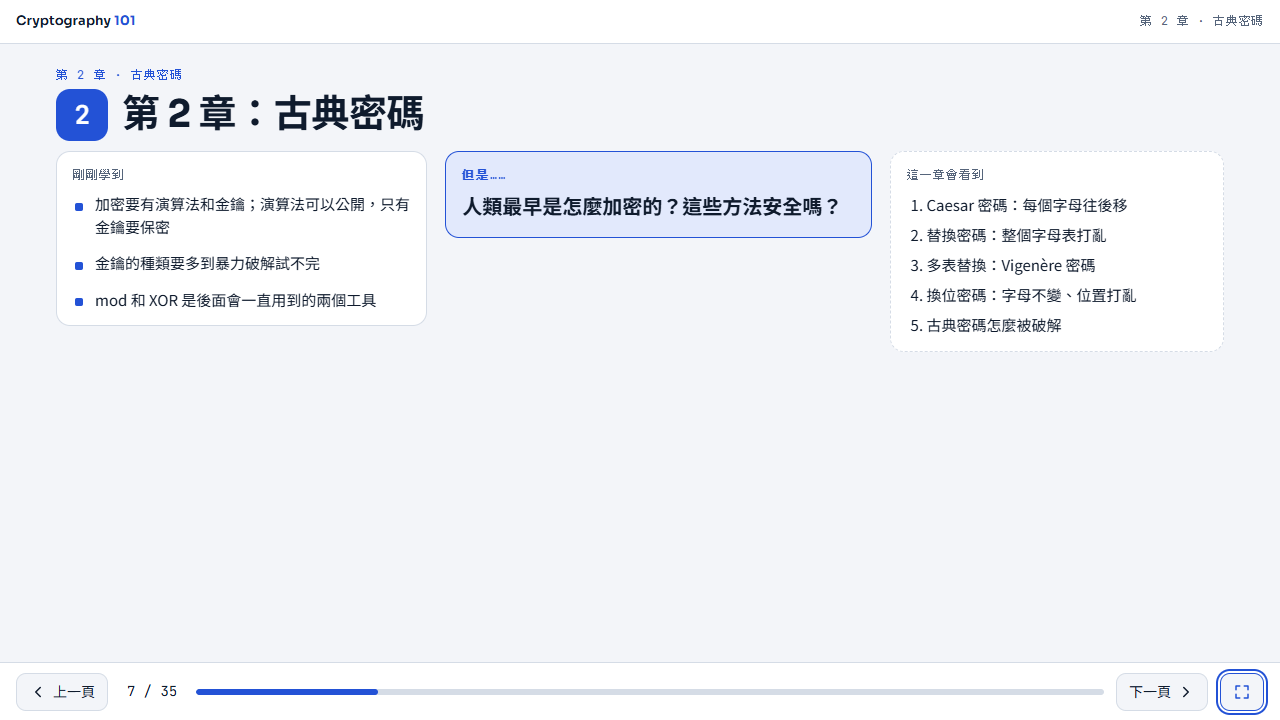 Cryptography 101
第 2 章 · 古典密碼
第 2 章 · 古典密碼
2
第 2 章：古典密碼
剛剛學到
加密要有演算法和金鑰；演算法可以公開，只有
金鑰要保密
金鑰的種類要多到暴力破解試不完
mod 和 XOR 是後面會一直用到的兩個工具
但是……
人類最早是怎麼加密的？這些方法安全嗎？
這一章會看到
1. Caesar 密碼：每個字母往後移
2. 替換密碼：整個字母表打亂
3. 多表替換：Vigenère 密碼
4. 換位密碼：字母不變、位置打亂
5. 古典密碼怎麼被破解
上一頁
7 / 35
下一頁